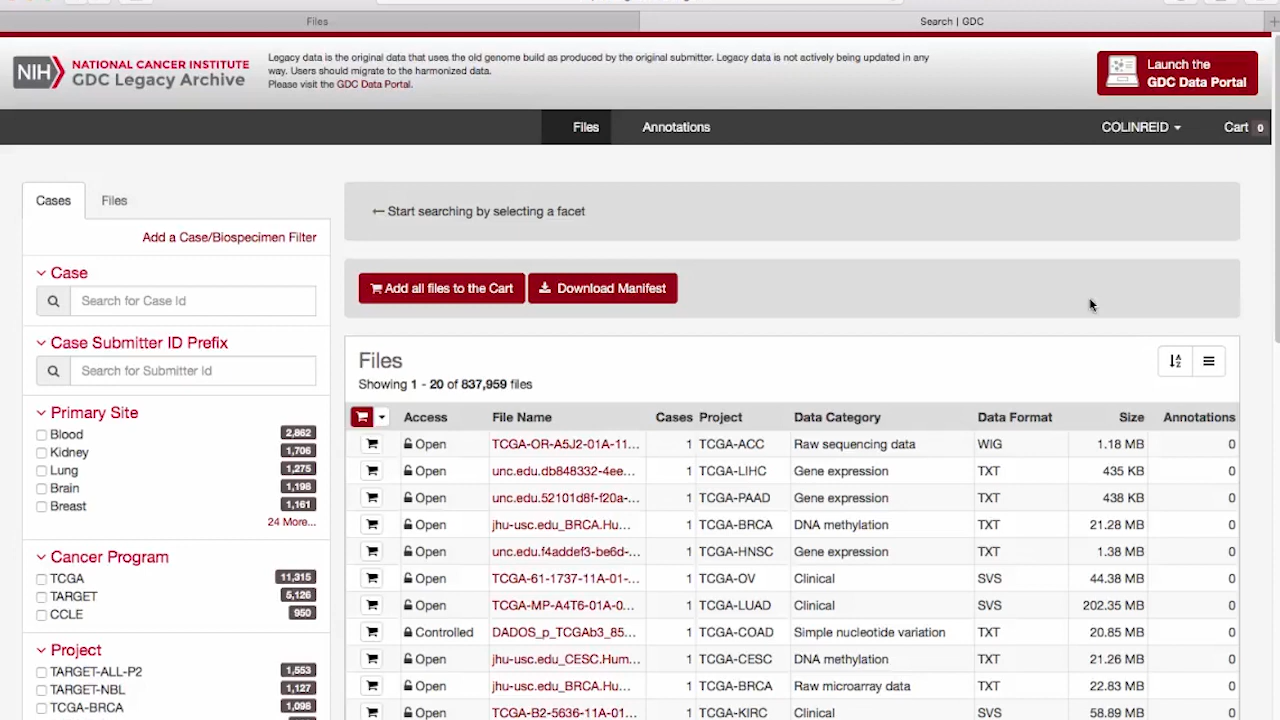 Files
Search | GDC
NIH
NATIONAL CANCER INSTITUTE
GDC Legacy Archive
Legacy data is the original data that uses the old genome build as produced by the original submitter. Legacy data is not actively being updated in any
way. Users should migrate to the harmonized data.
Please visit the GDC Data Portal.
Launch the
GDC Data Portal
Files Annotations COLINREID Cart 0
Cases Files
Add a Case/Biospecimen Filter
Case
Search for Case Id
Case Submitter ID Prefix
Search for Submitter Id
Primary Site
Blood 2,862
Kidney 1,706
Lung 1,275
Brain 1,198
Breast 1,161
24 More...
Cancer Program
TCGA 11,315
TARGET 5,126
CCLE 950
Project
TARGET-ALL-P2 1,553
TARGET-NBL 1,127
TCGA-BRCA 1,098
Start searching by selecting a facet
Add all files to the Cart Download Manifest
Files
Showing 1 - 20 of 837,959 files
Access File Name Cases Project Data Category Data Format Size Annotations
Open TCGA-OR-A5J2-01A-11... 1 TCGA-ACC Raw sequencing data WIG 1.18 MB 0
Open unc.edu.db848332-4ee... 1 TCGA-LIHC Gene expression TXT 435 KB 0
Open unc.edu.52101d8f-f20a-... 1 TCGA-PAAD Gene expression TXT 438 KB 0
Open jhu-usc.edu_BRCA.Hu... 1 TCGA-BRCA DNA methylation TXT 21.28 MB 0
Open unc.edu.f4addef3-be6d-... 1 TCGA-HNSC Gene expression TXT 1.38 MB 0
Open TCGA-61-1737-11A-01-... 1 TCGA-OV Clinical SVS 44.38 MB 0
Open TCGA-MP-A4T6-01A-0... 1 TCGA-LUAD Clinical SVS 202.35 MB 0
Controlled DADOS_p_TCGAb3_85... 1 TCGA-COAD Simple nucleotide variation TXT 20.85 MB 0
Open jhu-usc.edu_CESC.Hum... 1 TCGA-CESC DNA methylation TXT 21.26 MB 0
Open jhu-usc.edu_BRCA.Hu... 1 TCGA-BRCA Raw microarray data TXT 22.83 MB 0
Open TCGA-B2-5636-11A-01... 1 TCGA-KIRC Clinical SVS 58.89 MB 0